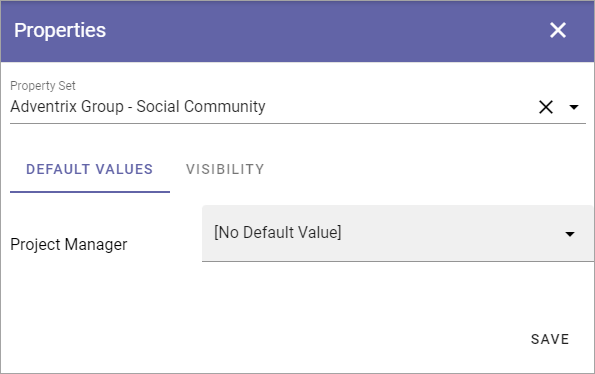 Properties
Property Set
Adventrix Group - Social Community
DEFAULT VALUES VISIBILITY
Project Manager [No Default Value]
SAVE